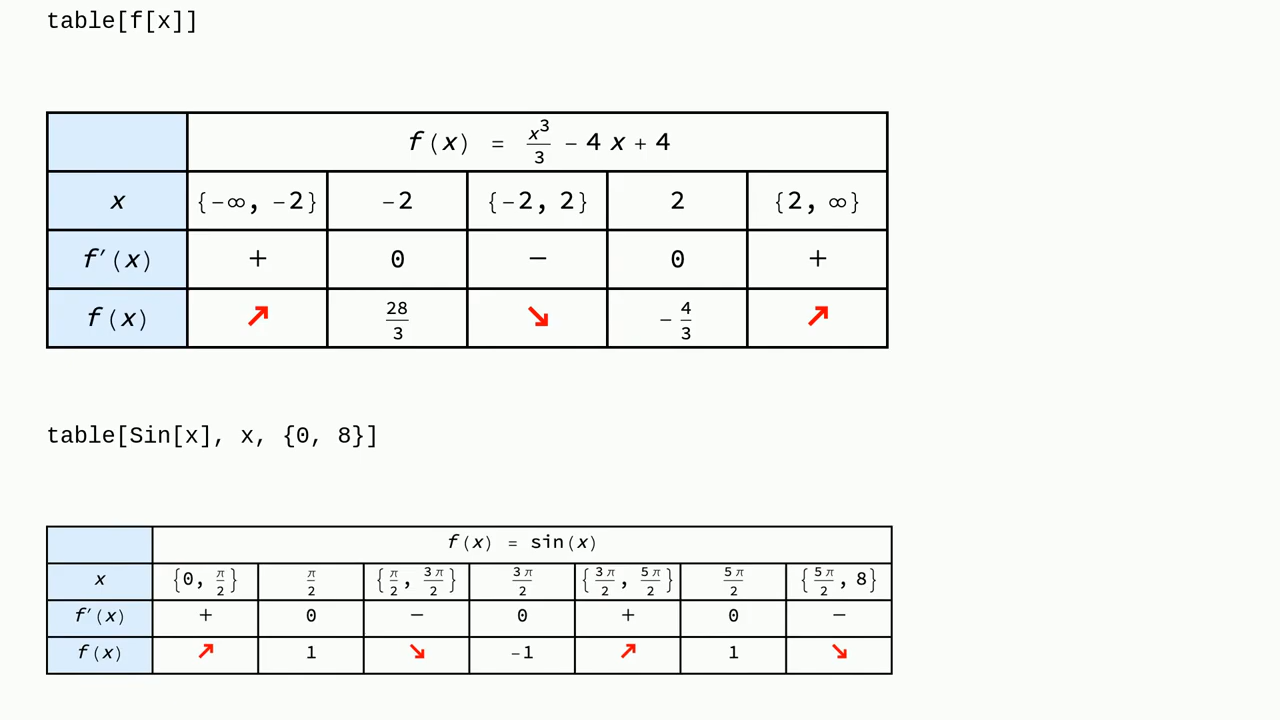 table[f[x]]
f(x) = x³/3 − 4 x + 4
x {−∞, −2} −2 {−2, 2} 2 {2, ∞}
f′(x) + 0 − 0 +
f(x) ↗ 28/3 ↘ −4/3 ↗
table[Sin[x], x, {0, 8}]
f(x) = sin(x)
x {0, π/2} π/2 {π/2, 3π/2} 3π/2 {3π/2, 5π/2} 5π/2 {5π/2, 8}
f′(x) + 0 − 0 + 0 −
f(x) ↗ 1 ↘ −1 ↗ 1 ↘